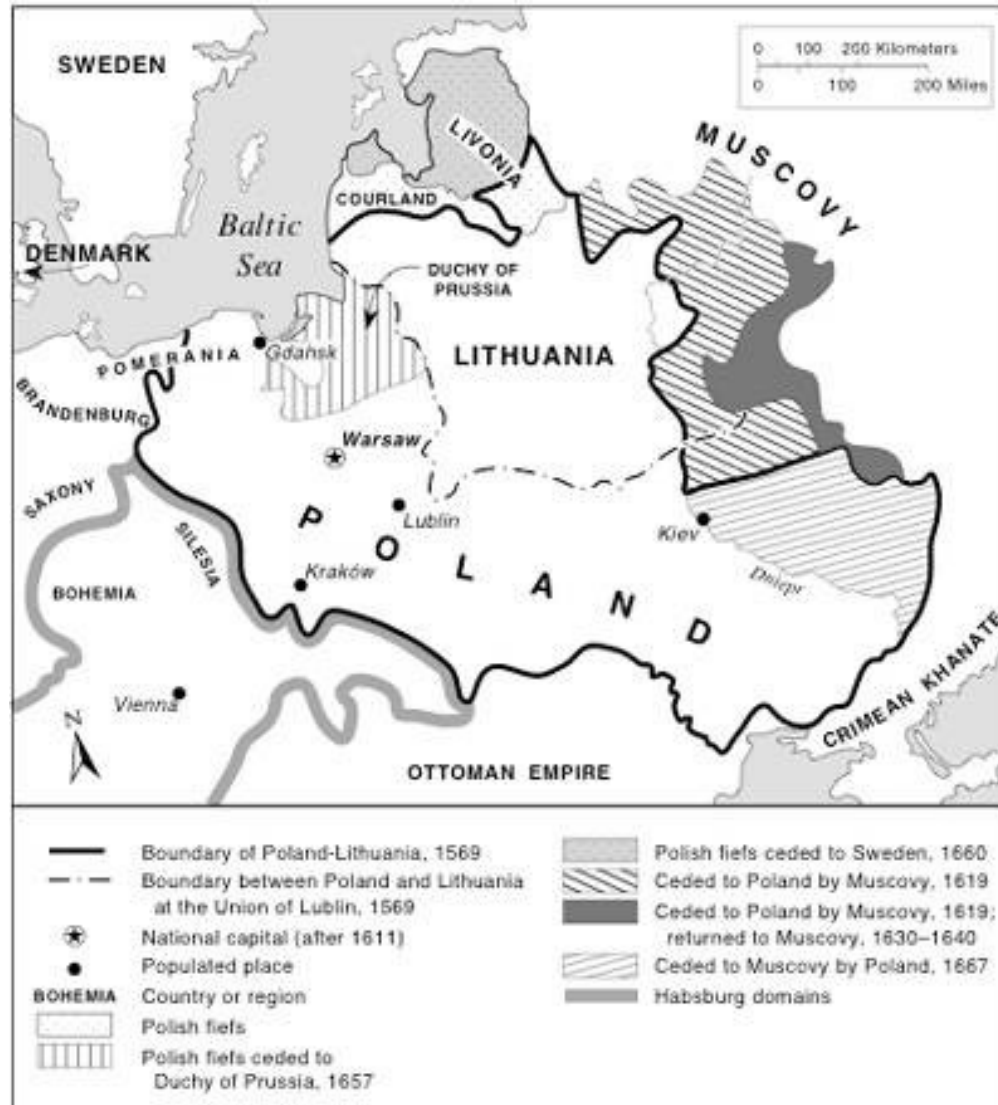 SWEDEN
0 100 200 Kilometers
0 100 200 Miles
MUSCOVY
LIVONIA
COURLAND
Baltic
Sea
DENMARK
DUCHY OF
PRUSSIA
LITHUANIA
POMERANIA
Gdańsk
BRANDENBURG
Warsaw
SAXONY
SILESIA
Lublin
POLAND
Kiev
Dniepr
Kraków
BOHEMIA
Vienna
N
CRIMEAN KHANATE
OTTOMAN EMPIRE
Boundary of Poland-Lithuania, 1569
Boundary between Poland and Lithuania
at the Union of Lublin, 1569
National capital (after 1611)
Populated place
BOHEMIA Country or region
Polish fiefs
Polish fiefs ceded to
Duchy of Prussia, 1657
Polish fiefs ceded to Sweden, 1660
Ceded to Poland by Muscovy, 1619
Ceded to Poland by Muscovy, 1619;
returned to Muscovy, 1630–1640
Ceded to Muscovy by Poland, 1667
Habsburg domains